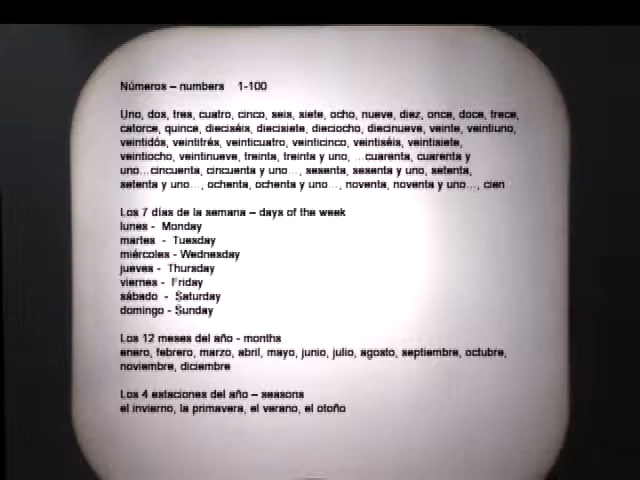 Números – numbers 1-100
Uno, dos, tres, cuatro, cinco, seis, siete, ocho, nueve, diez, once, doce, trece,
catorce, quince, dieciséis, diecisiete, dieciocho, diecinueve, veinte, veintiuno,
veintidós, veintitrés, veinticuatro, veinticinco, veintiséis, veintisiete,
veintiocho, veintinueve, treinta, treinta y uno, ...cuarenta, cuarenta y
uno...cincuenta, cincuenta y uno..., sesenta, sesenta y uno, setenta,
setenta y uno..., ochenta, ochenta y uno..., noventa, noventa y uno..., cien
Los 7 días de la semana – days of the week
lunes - Monday
martes - Tuesday
miércoles - Wednesday
jueves - Thursday
viernes - Friday
sábado - Saturday
domingo - Sunday
Los 12 meses del año - months
enero, febrero, marzo, abril, mayo, junio, julio, agosto, septiembre, octubre,
noviembre, diciembre
Los 4 estaciones del año – seasons
el invierno, la primavera, el verano, el otoño